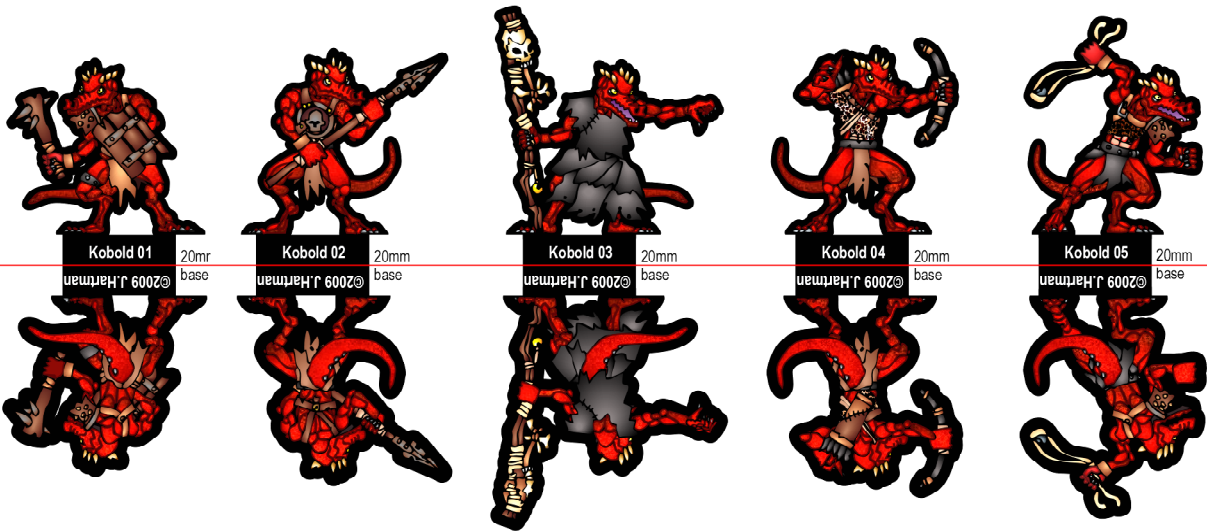 Kobold 01
20mr
base
©2009 J.Hartman
Kobold 02
20mm
base
©2009 J.Hartman
Kobold 03
20mm
base
©2009 J.Hartman
Kobold 04
20mm
base
©2009 J.Hartman
Kobold 05
20mm
base
©2009 J.Hartman